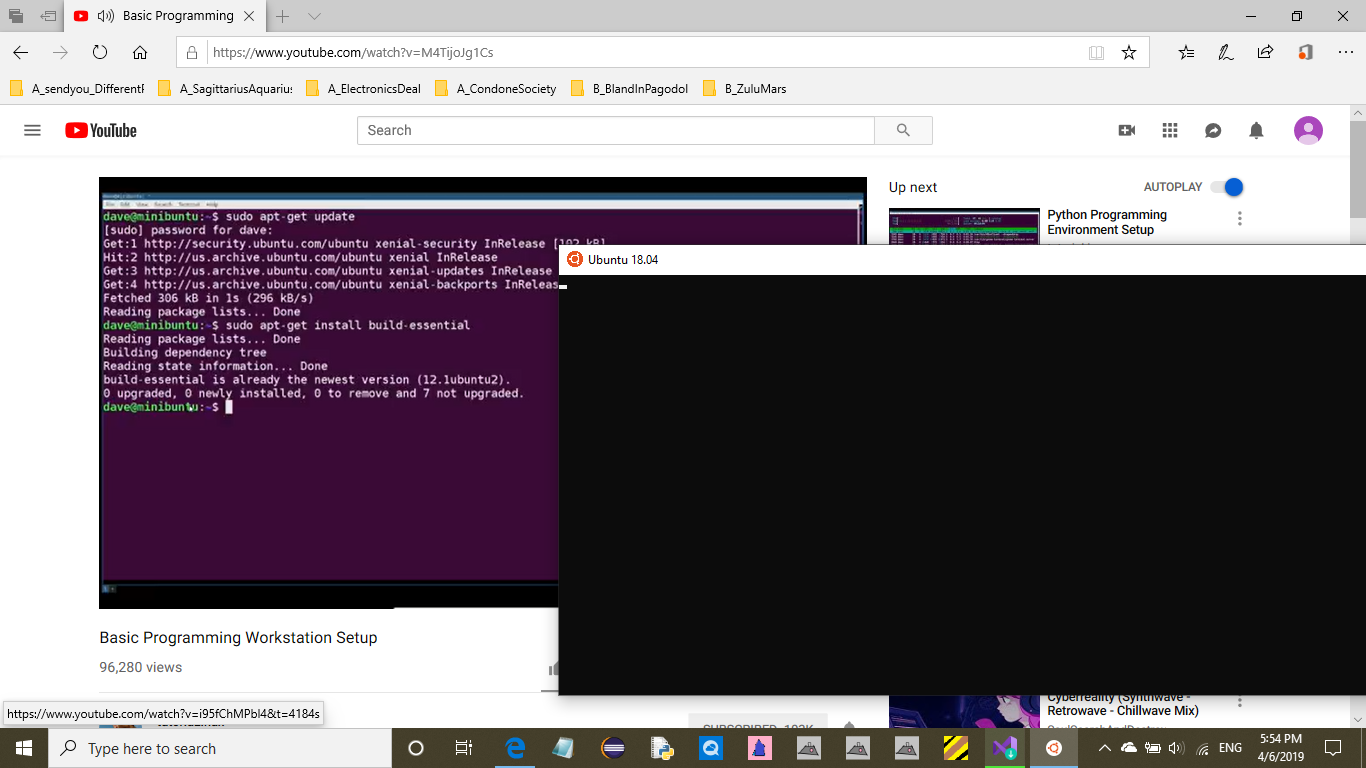 Basic Programming
https://www.youtube.com/watch?v=M4TijoJg1Cs
A_sendyou_DifferentF
A_SagittariusAquarius
A_ElectronicsDeal
A_CondoneSociety
B_BlandInPagodol
B_ZuluMars
YouTube
Search
Up next
AUTOPLAY
dave@minibuntu:~$ sudo apt-get update
[sudo] password for dave:
Get:1 http://security.ubuntu.com/ubuntu xenial-security InRelease [102 kB]
Hit:2 http://us.archive.ubuntu.com/ubuntu xenial InRelease
Get:3 http://us.archive.ubuntu.com/ubuntu xenial-updates InRelease
Get:4 http://us.archive.ubuntu.com/ubuntu xenial-backports InReleas
Fetched 306 kB in 1s (296 kB/s)
Reading package lists... Done
dave@minibuntu:~$ sudo apt-get install build-essential
Reading package lists... Done
Building dependency tree
Reading state information... Done
build-essential is already the newest version (12.1ubuntu2).
0 upgraded, 0 newly installed, 0 to remove and 7 not upgraded.
dave@minibuntu:~$
Python Programming
Environment Setup
Ubuntu 18.04
Basic Programming Workstation Setup
96,280 views
Cyberreality (Synthwave -
Retrowave - Chillwave Mix)
https://www.youtube.com/watch?v=i95fChMPbl4&t=4184s
Type here to search
ENG
5:54 PM
4/6/2019